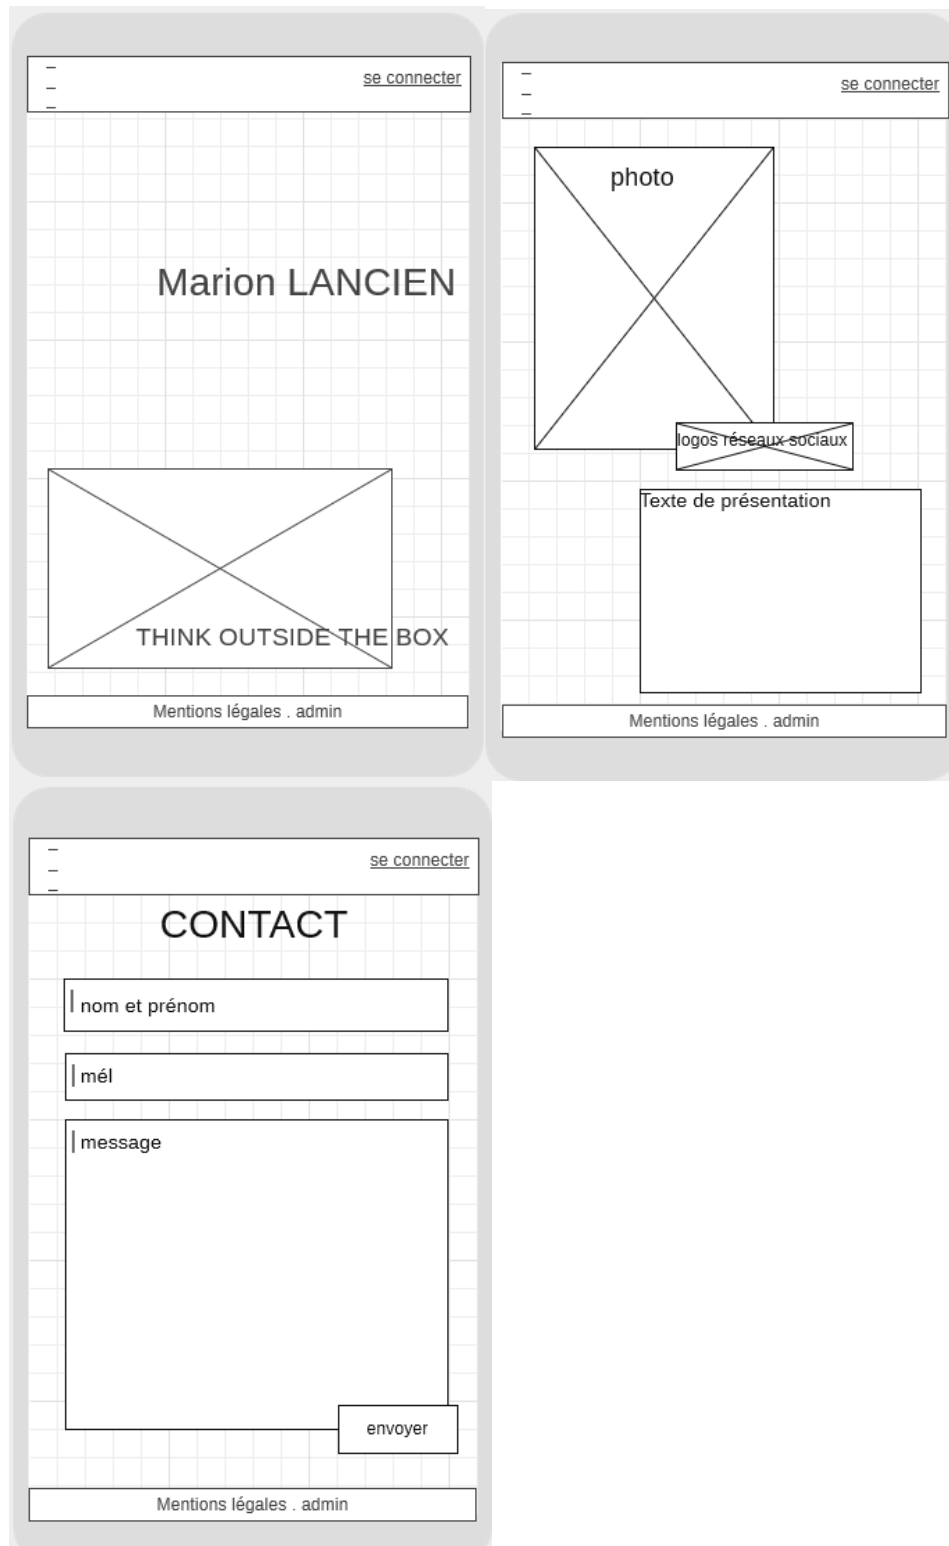 se connecter
Marion LANCIEN
THINK OUTSIDE THE BOX
Mentions légales . admin
se connecter
photo
logos réseaux sociaux
Texte de présentation
Mentions légales . admin
se connecter
CONTACT
nom et prénom
mél
message
envoyer
Mentions légales . admin